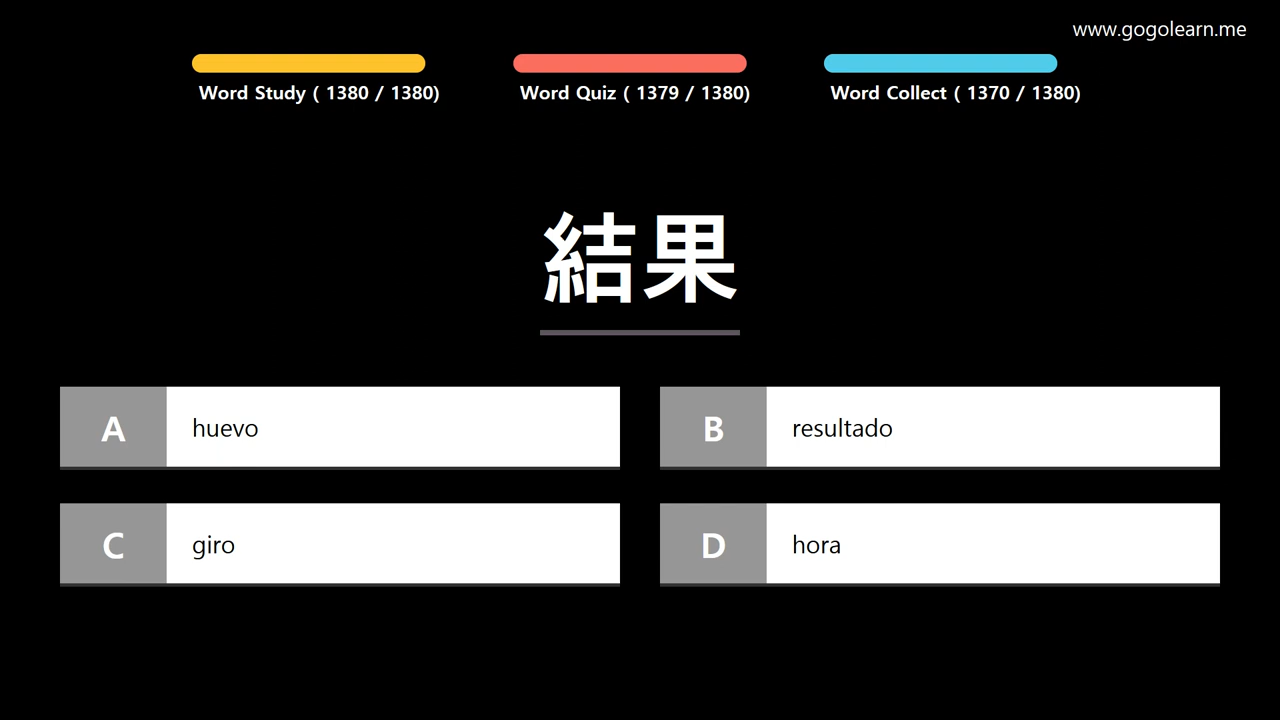 www.gogolearn.me
Word Study ( 1380 / 1380)
Word Quiz ( 1379 / 1380)
Word Collect ( 1370 / 1380)
結果
A huevo
B resultado
C giro
D hora